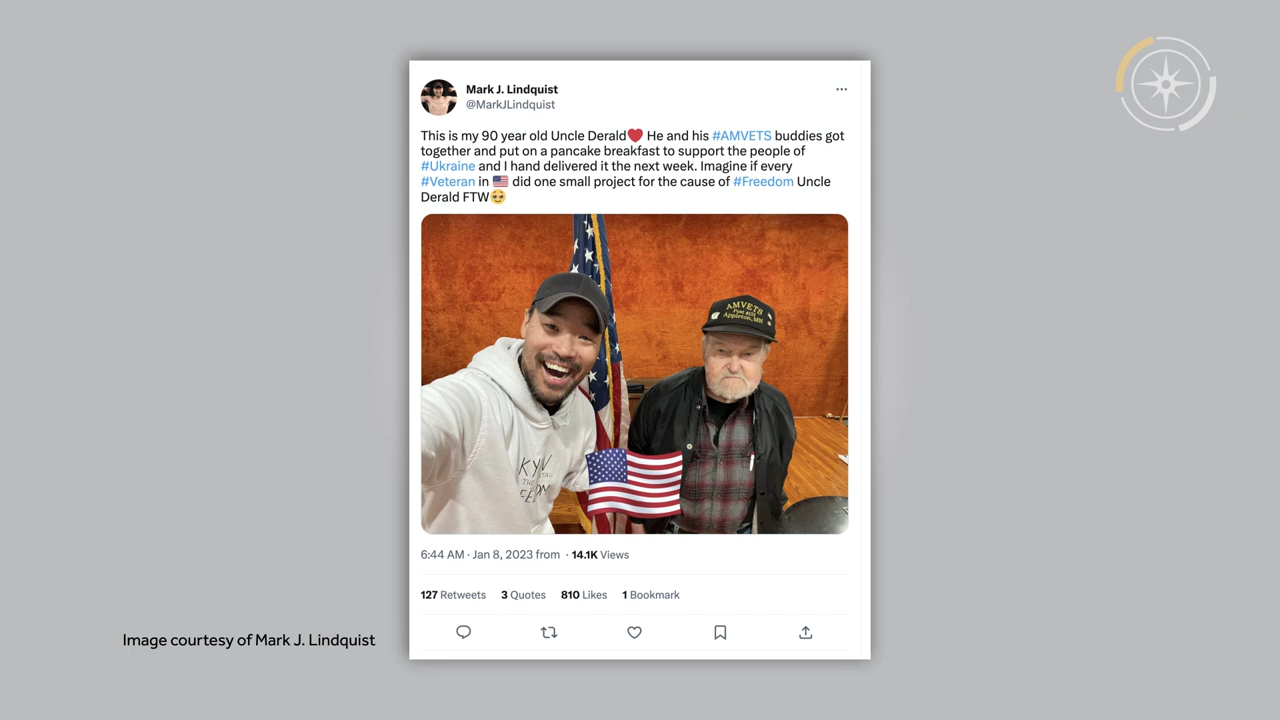 Mark J. Lindquist
@MarkJLindquist
This is my 90 year old Uncle Derald❤️ He and his #AMVETS buddies got
together and put on a pancake breakfast to support the people of
#Ukraine and I hand delivered it the next week. Imagine if every
#Veteran in 🇺🇸 did one small project for the cause of #Freedom Uncle
Derald FTW🥹
AMVETS
Appleton, MN
KYIV
THE
6:44 AM · Jan 8, 2023 from · 14.1K Views
127 Retweets 3 Quotes 810 Likes 1 Bookmark
Image courtesy of Mark J. Lindquist